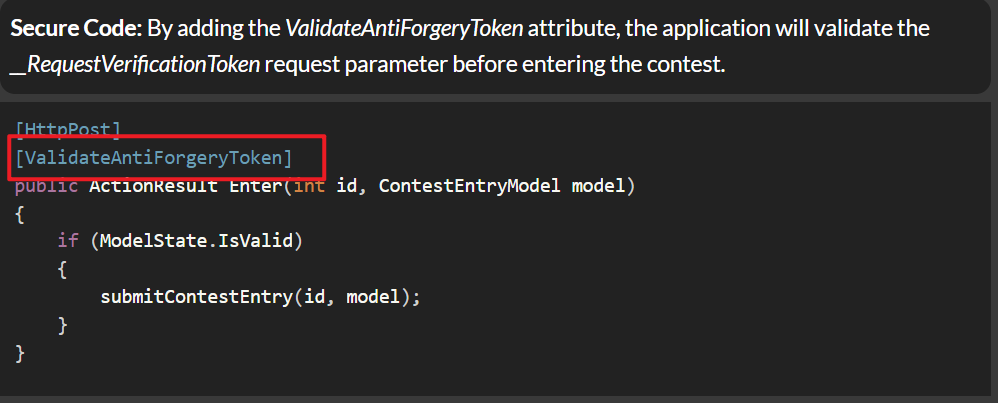 Secure Code: By adding the ValidateAntiForgeryToken attribute, the application will validate the
__RequestVerificationToken request parameter before entering the contest.
[HttpPost]
[ValidateAntiForgeryToken]
public ActionResult Enter(int id, ContestEntryModel model)
{
    if (ModelState.IsValid)
    {
        submitContestEntry(id, model);
    }
}